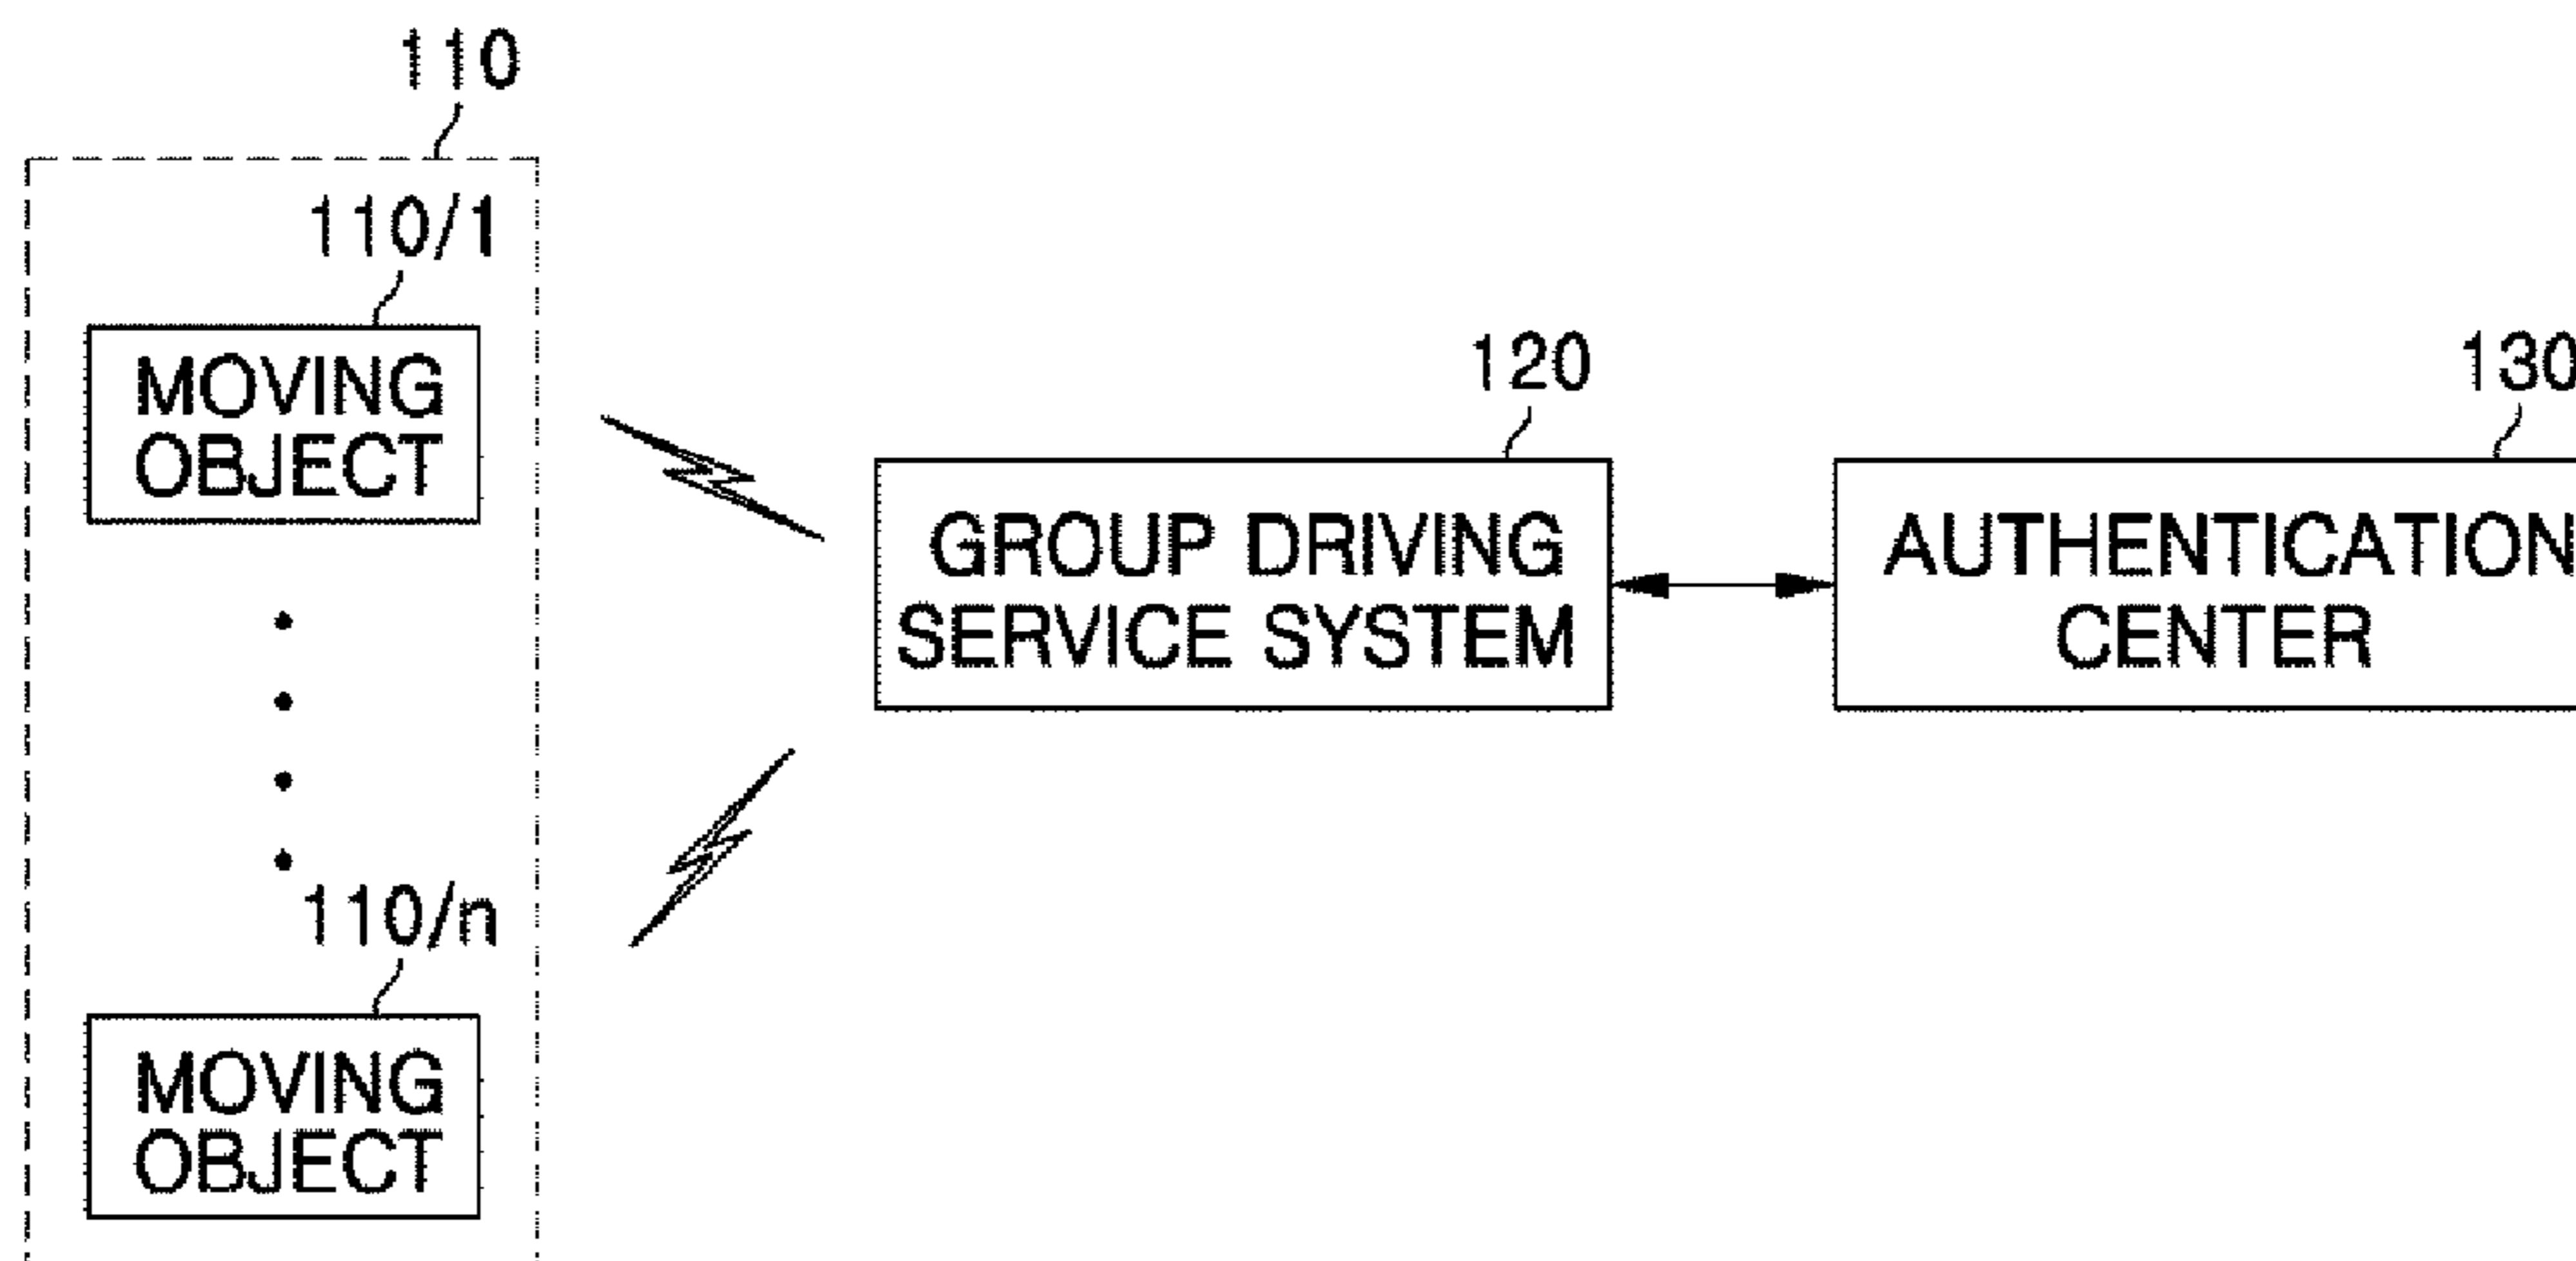 110
110/1
MOVING
OBJECT
120
GROUP DRIVING
SERVICE SYSTEM
130
AUTHENTICATION
CENTER
110/n
MOVING
OBJECT